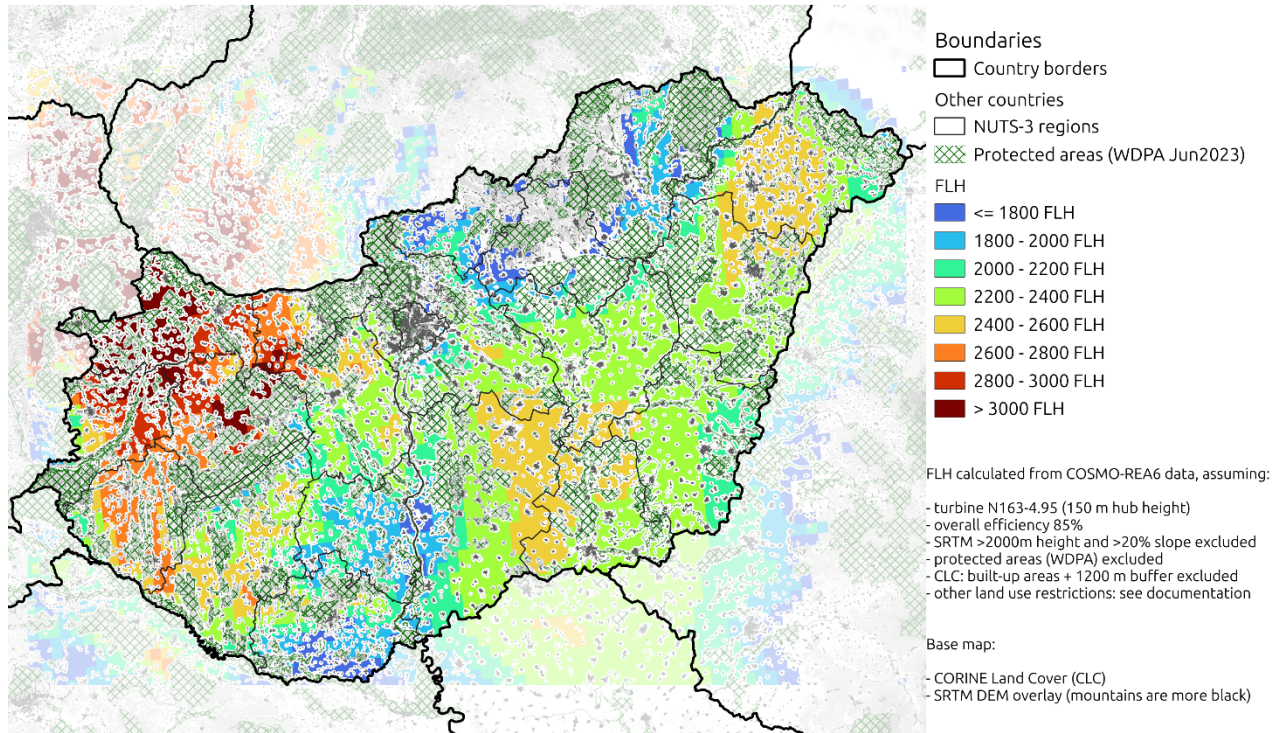 Boundaries
Country borders
Other countries
NUTS-3 regions
Protected areas (WDPA Jun2023)
FLH
<= 1800 FLH
1800 - 2000 FLH
2000 - 2200 FLH
2200 - 2400 FLH
2400 - 2600 FLH
2600 - 2800 FLH
2800 - 3000 FLH
> 3000 FLH
FLH calculated from COSMO-REA6 data, assuming:
- turbine N163-4.95 (150 m hub height)
- overall efficiency 85%
- SRTM >2000m height and >20% slope excluded
- protected areas (WDPA) excluded
- CLC: built-up areas + 1200 m buffer excluded
- other land use restrictions: see documentation
Base map:
- CORINE Land Cover (CLC)
- SRTM DEM overlay (mountains are more black)